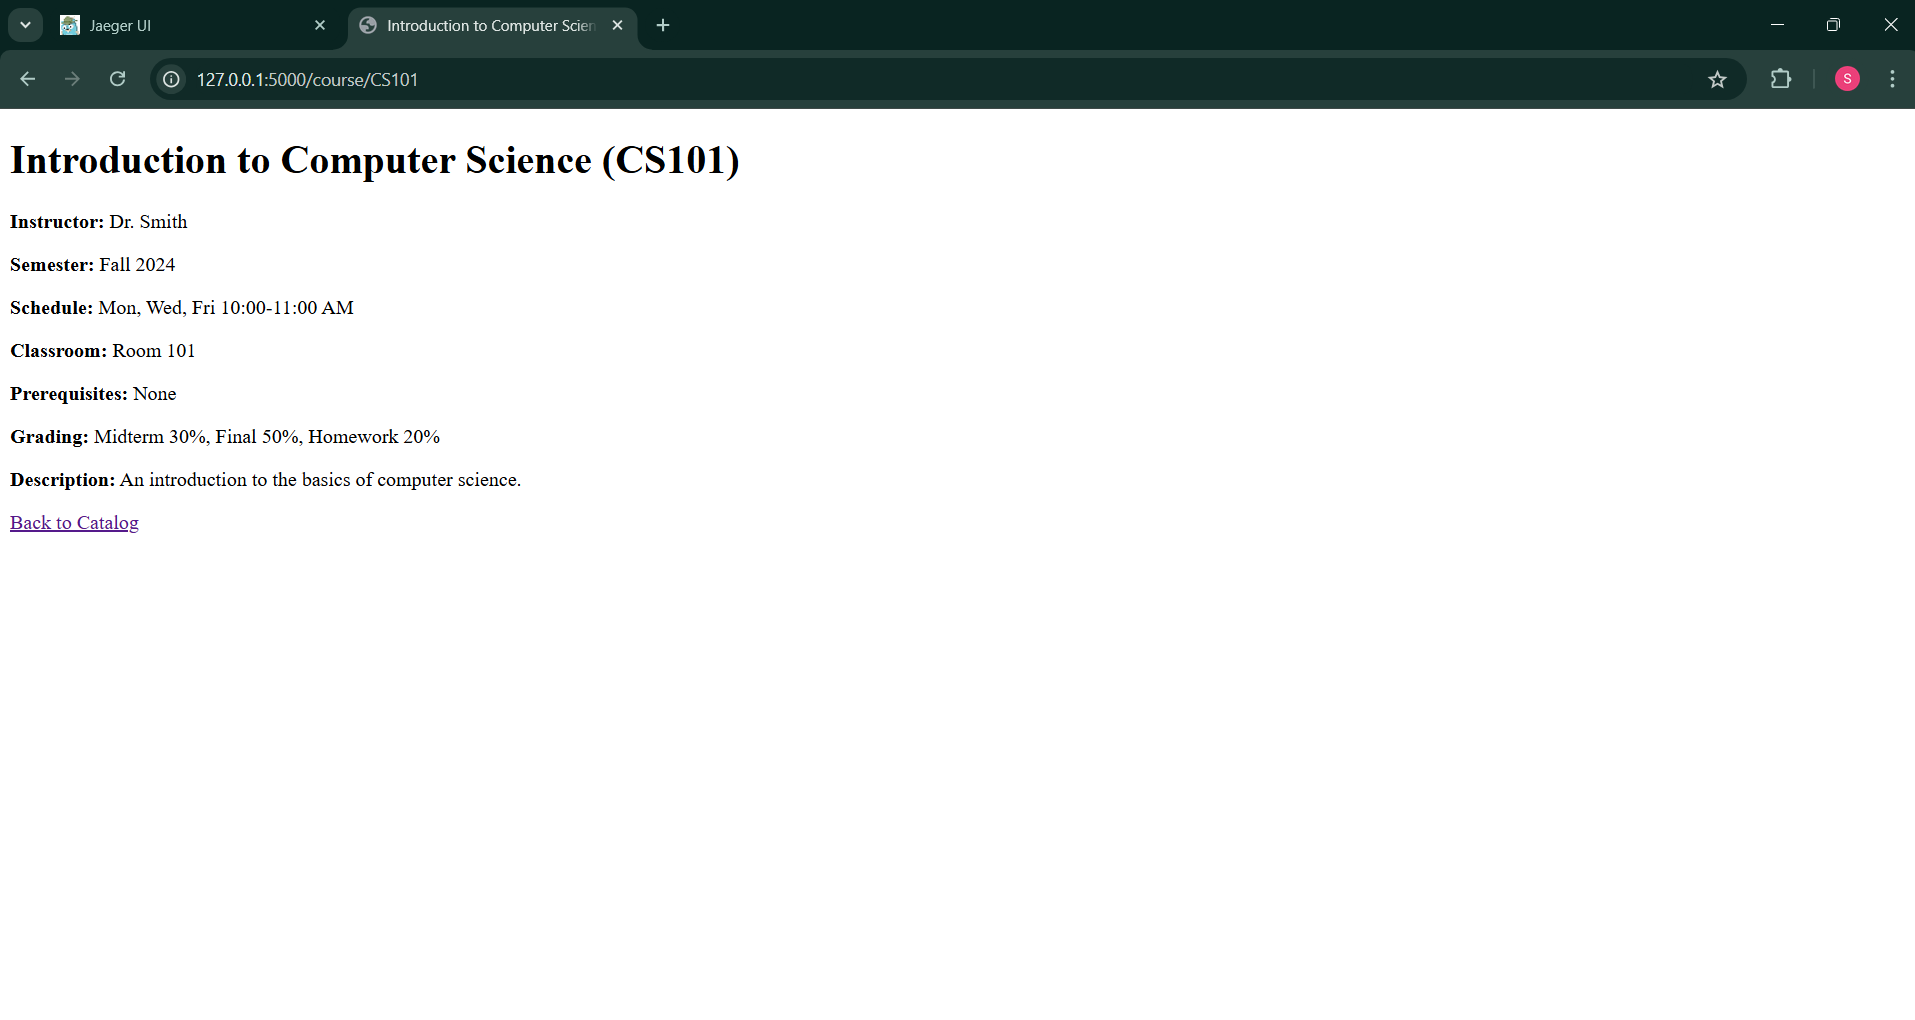 Jaeger UI
Introduction to Computer Scien
127.0.0.1:5000/course/CS101
S
Introduction to Computer Science (CS101)
Instructor: Dr. Smith
Semester: Fall 2024
Schedule: Mon, Wed, Fri 10:00-11:00 AM
Classroom: Room 101
Prerequisites: None
Grading: Midterm 30%, Final 50%, Homework 20%
Description: An introduction to the basics of computer science.
Back to Catalog